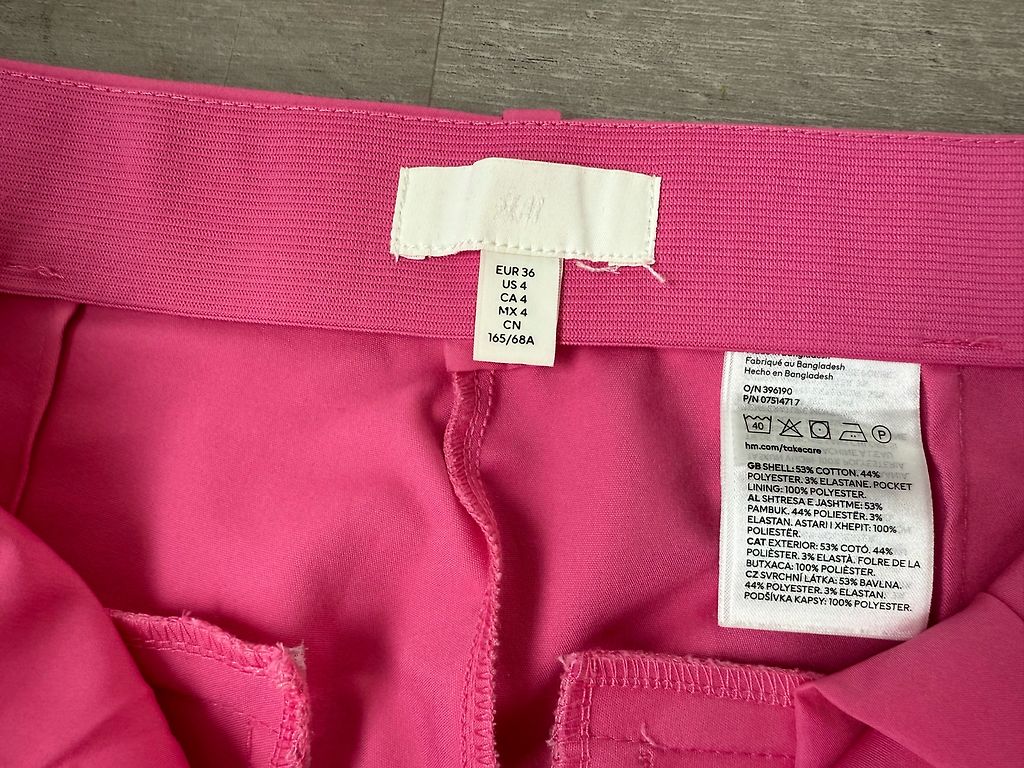 H&M
EUR 36
US 4
CA 4
MX 4
CN
165/68A
Fabriqué au Bangladesh
Hecho en Bangladesh
O/N 396190
P/N 07514717
40
P
hm.com/takecare
GB SHELL: 53% COTTON. 44%
POLYESTER. 3% ELASTANE. POCKET
LINING: 100% POLYESTER.
AL SHTRESA E JASHTME: 53%
PAMBUK. 44% POLIESTËR. 3%
ELASTAN. ASTARI I XHEPIT: 100%
POLIESTËR.
CAT EXTERIOR: 53% COTÓ. 44%
POLIÈSTER. 3% ELASTÀ. FOLRE DE LA
BUTXACA: 100% POLIÈSTER.
CZ SVRCHNÍ LÁTKA: 53% BAVLNA.
44% POLYESTER. 3% ELASTAN.
PODŠÍVKA KAPSY: 100% POLYESTER.